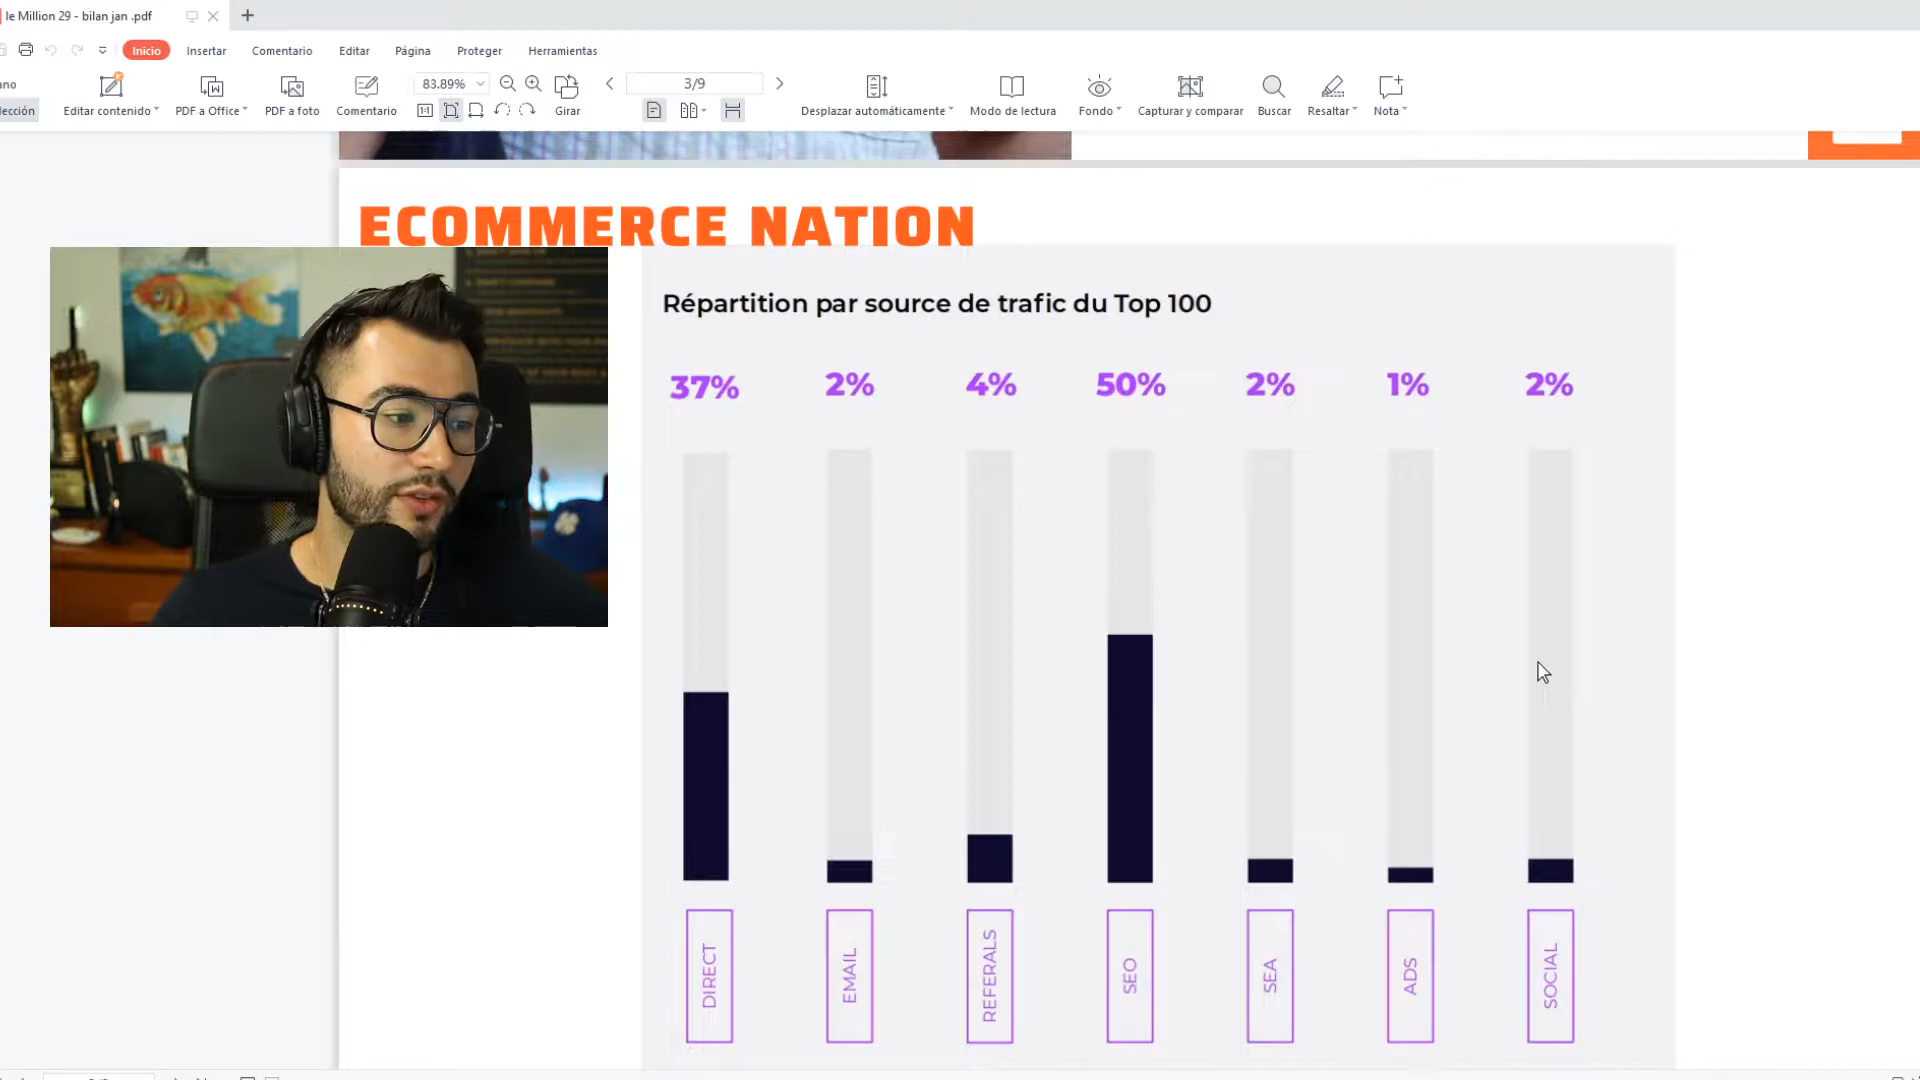 le Million 29 - bilan jan .pdf
Inicio
Insertar
Comentario
Editar
Página
Proteger
Herramientas
Editar contenido
PDF a Office
PDF a foto
Comentario
83.89%
1:1
Girar
3/9
Desplazar automáticamente
Modo de lectura
Fondo
Capturar y comparar
Buscar
Resaltar
Nota
ECOMMERCE NATION
Répartition par source de trafic du Top 100
37%
2%
4%
50%
2%
1%
2%
DIRECT
EMAIL
REFERALS
SEO
SEA
ADS
SOCIAL